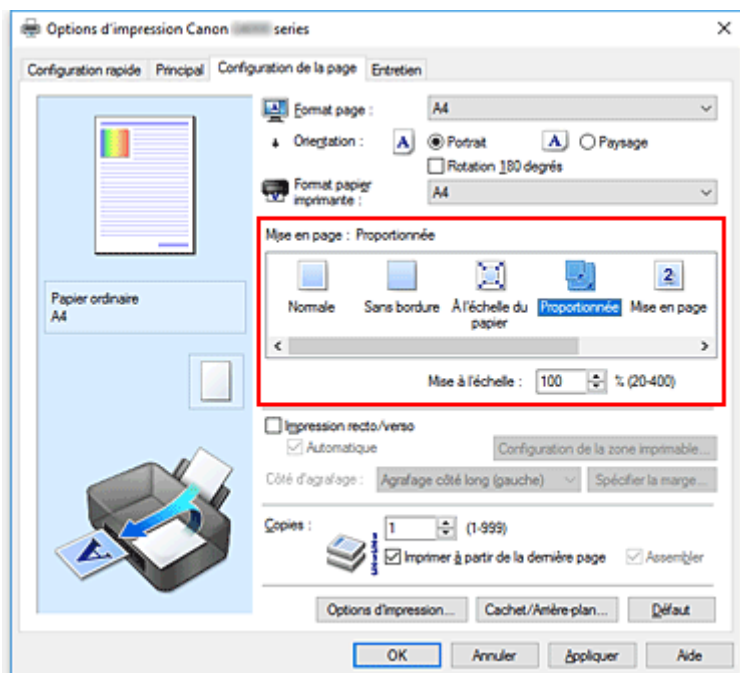 Options d'impression Canon series
Configuration rapide Principal Configuration de la page Entretien
Format page : A4
Orientation : A Portrait A Paysage
Rotation 180 degrés
Format papier imprimante : A4
Mise en page : Proportionnée
Normale
Sans bordure
À l'échelle du papier
Proportionnée
2
Mise en page
Mise à l'échelle : 100 % (20-400)
Papier ordinaire
A4
Impression recto/verso
Automatique
Configuration de la zone imprimable...
Côté d'agrafage : Agrafage côté long (gauche) Spécifier la marge...
Copies : 1 (1-999)
Imprimer à partir de la dernière page Assembler
A
Options d'impression... Cachet/Arrière-plan... Défaut
OK Annuler Appliquer Aide